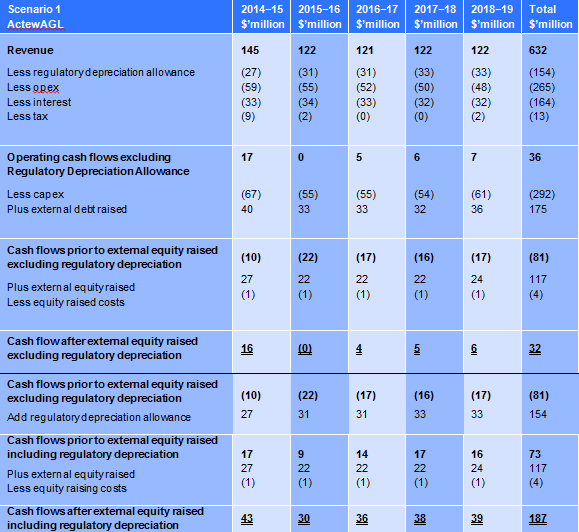 Scenario 1 2014–15 2015–16 2016–17 2017–18 2018–19 Total
ActewAGL $'million $'million $'million $'million $'million $'million
Revenue 145 122 121 122 122 632
Less regulatory depreciation allowance (27) (31) (31) (33) (33) (154)
Less opex (59) (55) (52) (50) (48) (265)
Less interest (33) (34) (33) (32) (32) (164)
Less tax (9) (2) (0) (0) (2) (13)
Operating cash flows excluding 17 0 5 6 7 36
Regulatory Depreciation Allowance
Less capex (67) (55) (55) (54) (61) (292)
Plus external debt raised 40 33 33 32 36 175
Cash flows prior to external equity raised (10) (22) (17) (16) (17) (81)
excluding regulatory depreciation
Plus external equity raised 27 22 22 22 24 117
Less equity raised costs (1) (1) (1) (1) (1) (4)
Cash flow after external equity raised 16 (0) 4 5 6 32
excluding regulatory depreciation
Cash flows prior to external equity raised (10) (22) (17) (16) (17) (81)
excluding regulatory depreciation
Add regulatory depreciation allowance 27 31 31 33 33 154
Cash flows prior to external equity raised
including regulatory depreciation 17 9 14 17 16 73
Plus external equity raised 27 22 22 22 24 117
Less equity raising costs (1) (1) (1) (1) (1) (4)
Cash flows after external equity raised 43 30 36 38 39 187
including regulatory depreciation